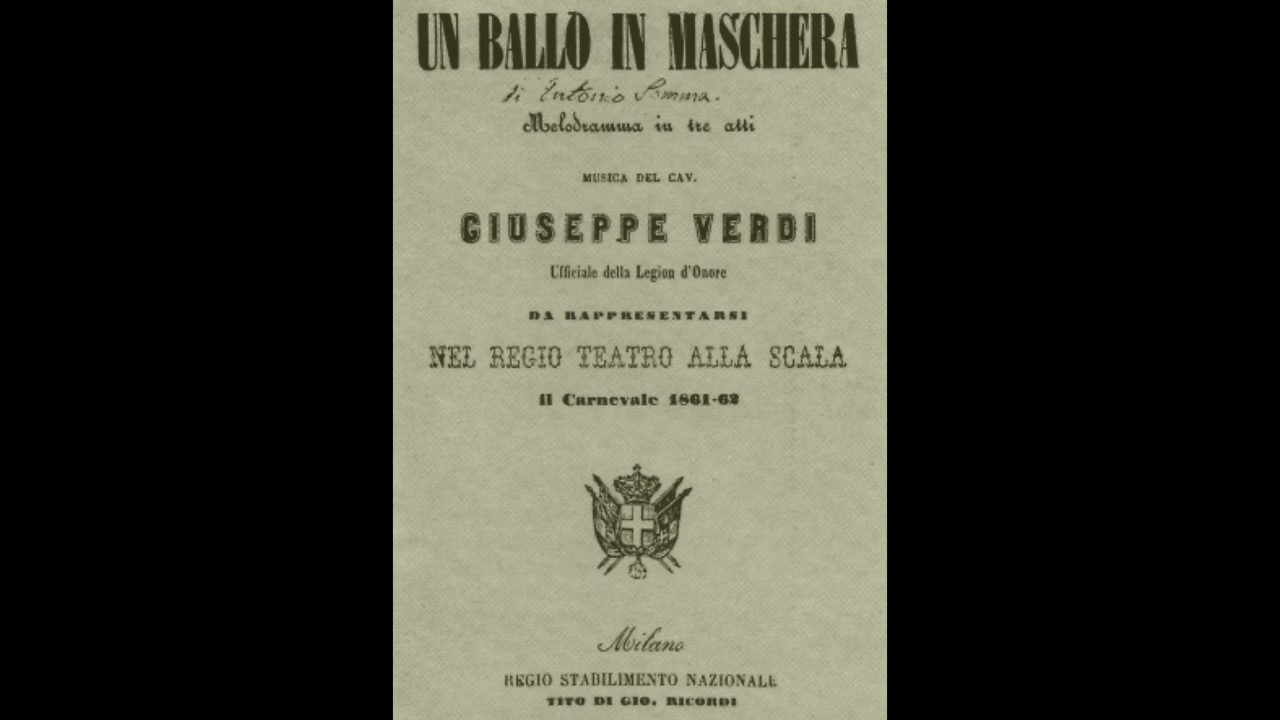 UN BALLO IN MASCHERA
di Antonio Somma.
Melodramma in tre atti
MUSICA DEL CAV.
GIUSEPPE VERDI
Ufficiale della Legion d'Onore
DA RAPPRESENTARSI
NEL REGIO TEATRO ALLA SCALA
il Carnevale 1861-62
Milano
REGIO STABILIMENTO NAZIONALE
TITO DI GIO. RICORDI